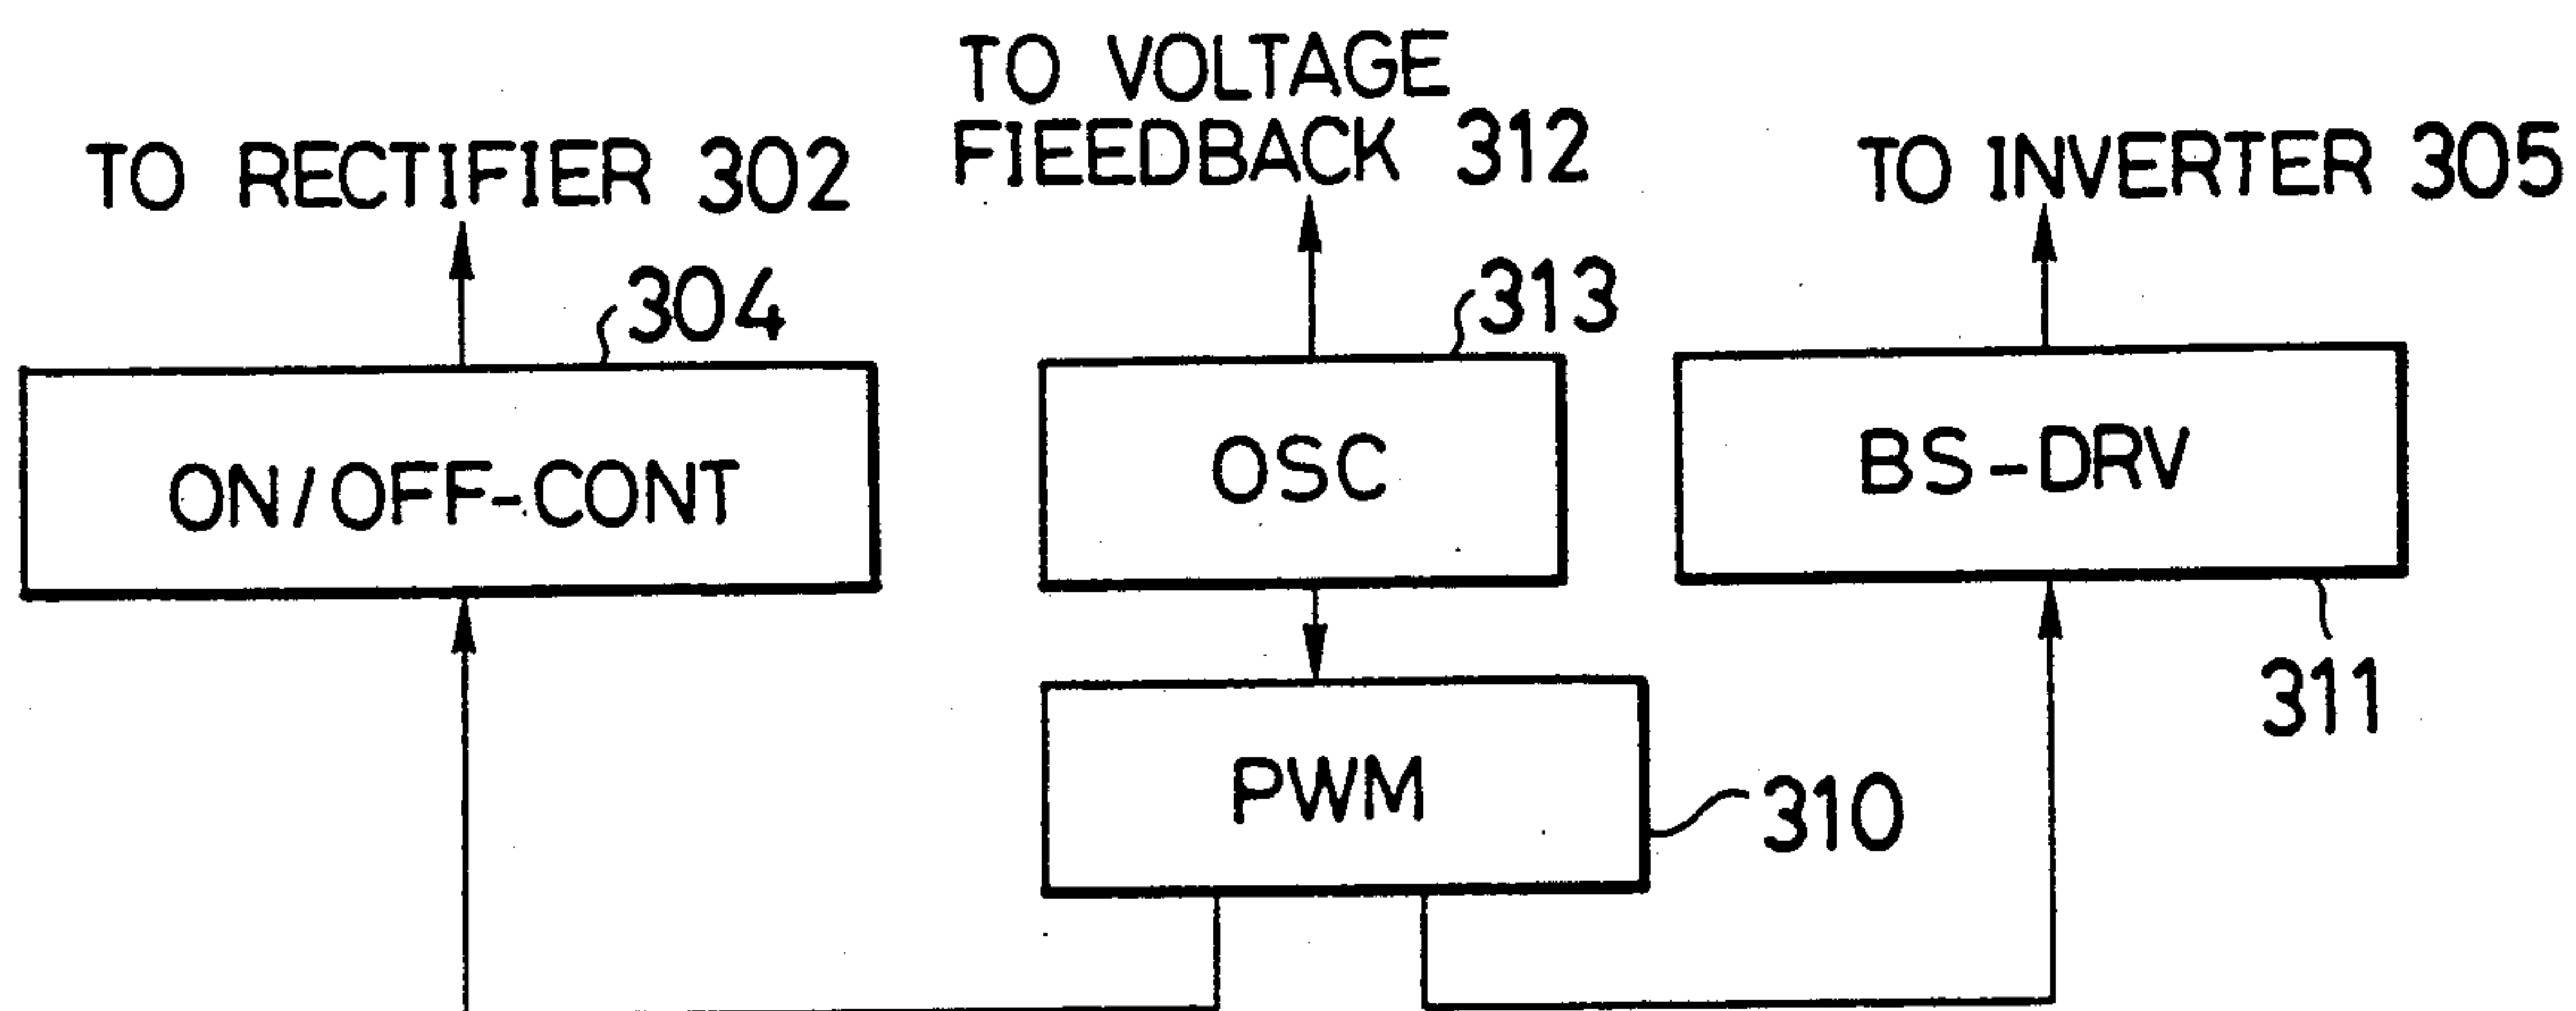 TO VOLTAGE
FIEEDBACK 312
TO RECTIFIER 302
TO INVERTER 305
304
313
ON/OFF-CONT
OSC
BS-DRV
311
PWM
310